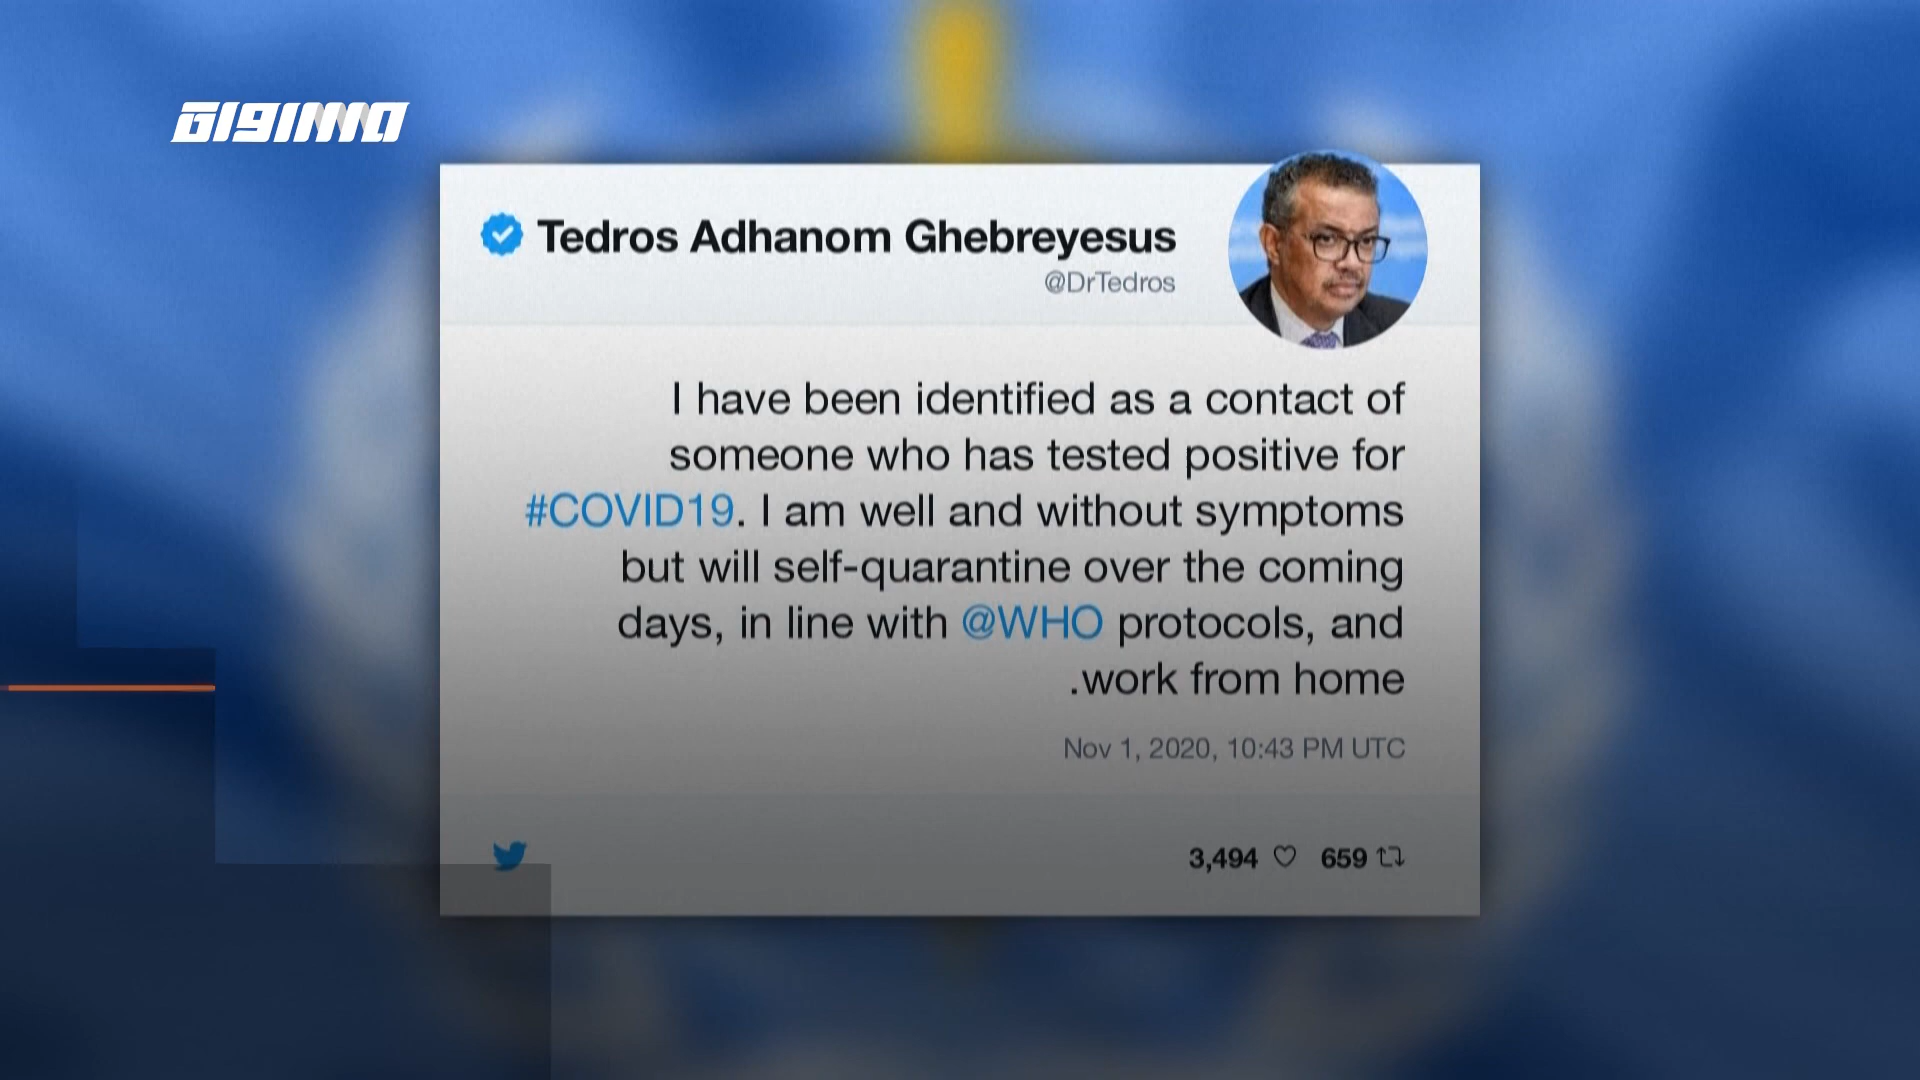 Tedros Adhanom Ghebreyesus
@DrTedros
I have been identified as a contact of
someone who has tested positive for
#COVID19. I am well and without symptoms
but will self-quarantine over the coming
days, in line with @WHO protocols, and
.work from home
Nov 1, 2020, 10:43 PM UTC
3,494 659